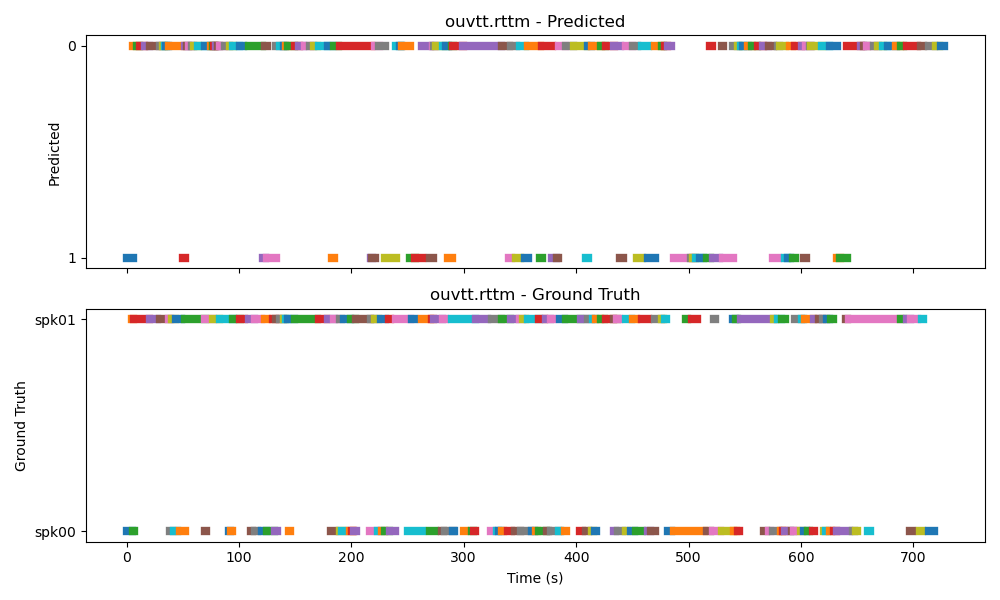 ouvtt.rttm - Predicted
0
Predicted
1
ouvtt.rttm - Ground Truth
spk01
Ground Truth
spk00
0 100 200 300 400 500 600 700
Time (s)